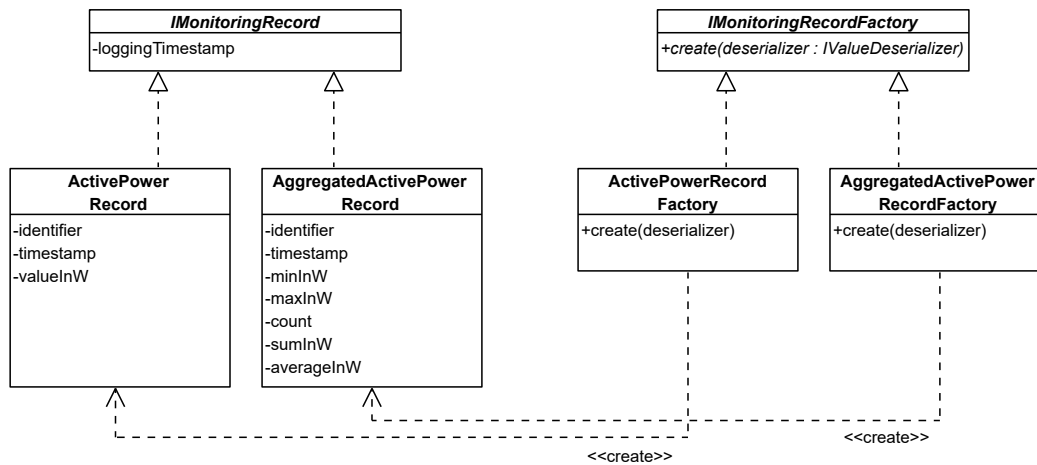 IMonitoringRecord
-loggingTimestamp
IMonitoringRecordFactory
+create(deserializer : IValueDeserializer)
ActivePower
Record
-identifier
-timestamp
-valueInW
AggregatedActivePower
Record
-identifier
-timestamp
-minInW
-maxInW
-count
-sumInW
-averageInW
ActivePowerRecord
Factory
+create(deserializer)
AggregatedActivePower
RecordFactory
+create(deserializer)
<<create>>
<<create>>